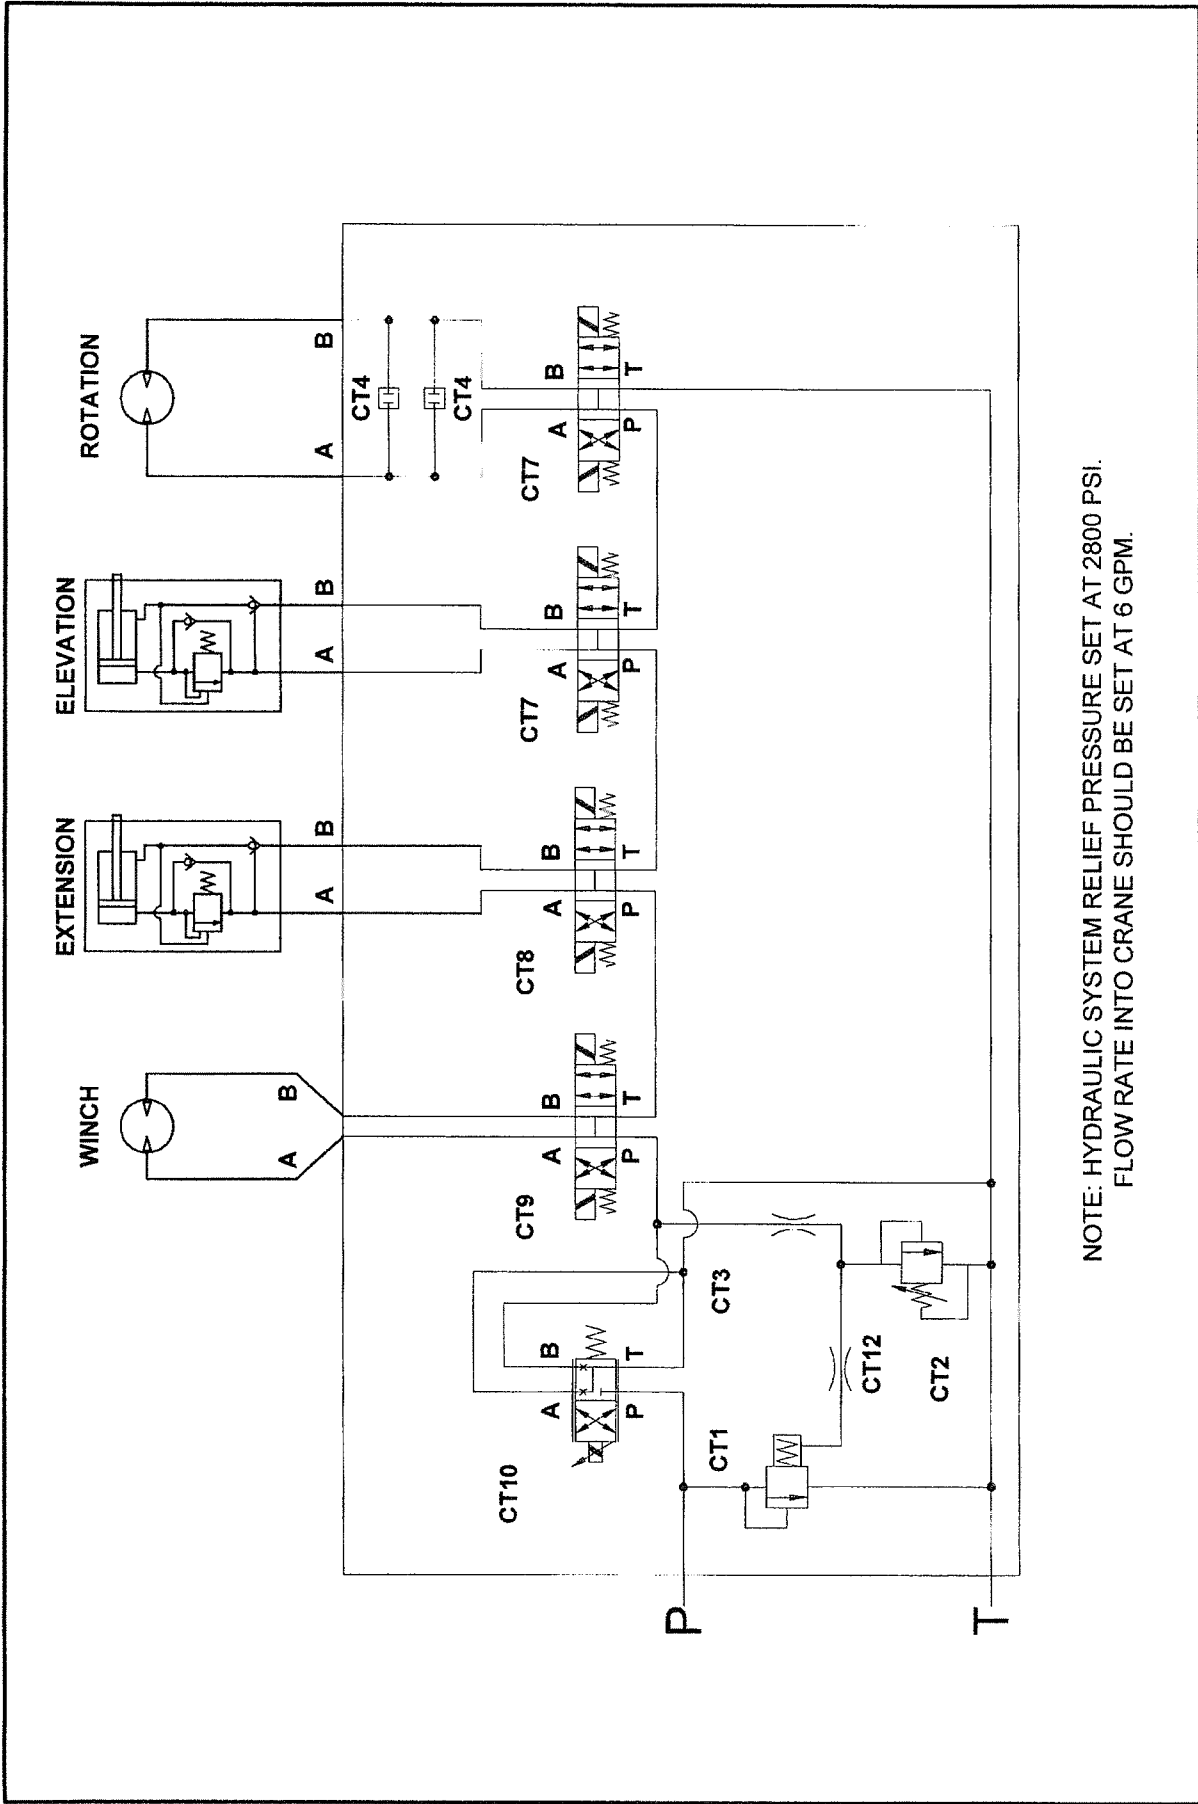 WINCH
EXTENSION
ELEVATION
ROTATION
A B
A B
A B
A B
CT4
CT4
CT10
A B
P T
CT9
A B
P T
CT8
A B
P T
CT7
A B
P T
CT7
A B
P T
P
CT1
CT3
CT12
CT2
T
NOTE: HYDRAULIC SYSTEM RELIEF PRESSURE SET AT 2800 PSI.
FLOW RATE INTO CRANE SHOULD BE SET AT 6 GPM.